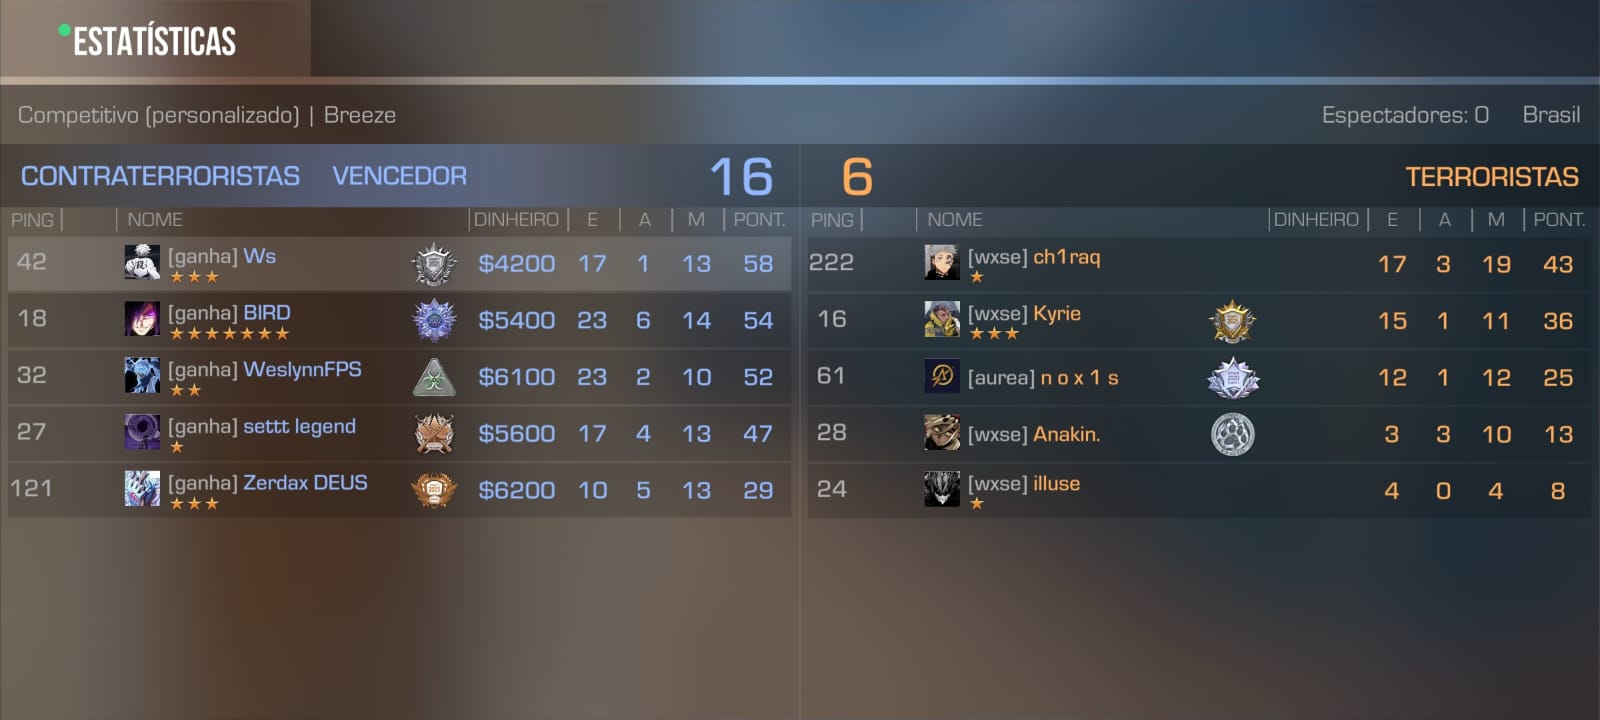 ESTATÍSTICAS
Competitivo (personalizado) | Breeze
Espectadores: 0 Brasil
CONTRATERRORISTAS VENCEDOR 16
6 TERRORISTAS
PING NOME DINHEIRO E A M PONT.
42 [ganha] Ws $4200 17 1 13 58
18 [ganha] BIRD $5400 23 6 14 54
32 [ganha] WeslynnFPS $6100 23 2 10 52
27 [ganha] settt legend $5600 17 4 13 47
121 [ganha] Zerdax DEUS $6200 10 5 13 29
PING NOME DINHEIRO E A M PONT.
222 [wxse] ch1raq 17 3 19 43
16 [wxse] Kyrie 15 1 11 36
61 [aurea] n o x 1 s 12 1 12 25
28 [wxse] Anakin. 3 3 10 13
24 [wxse] illuse 4 0 4 8